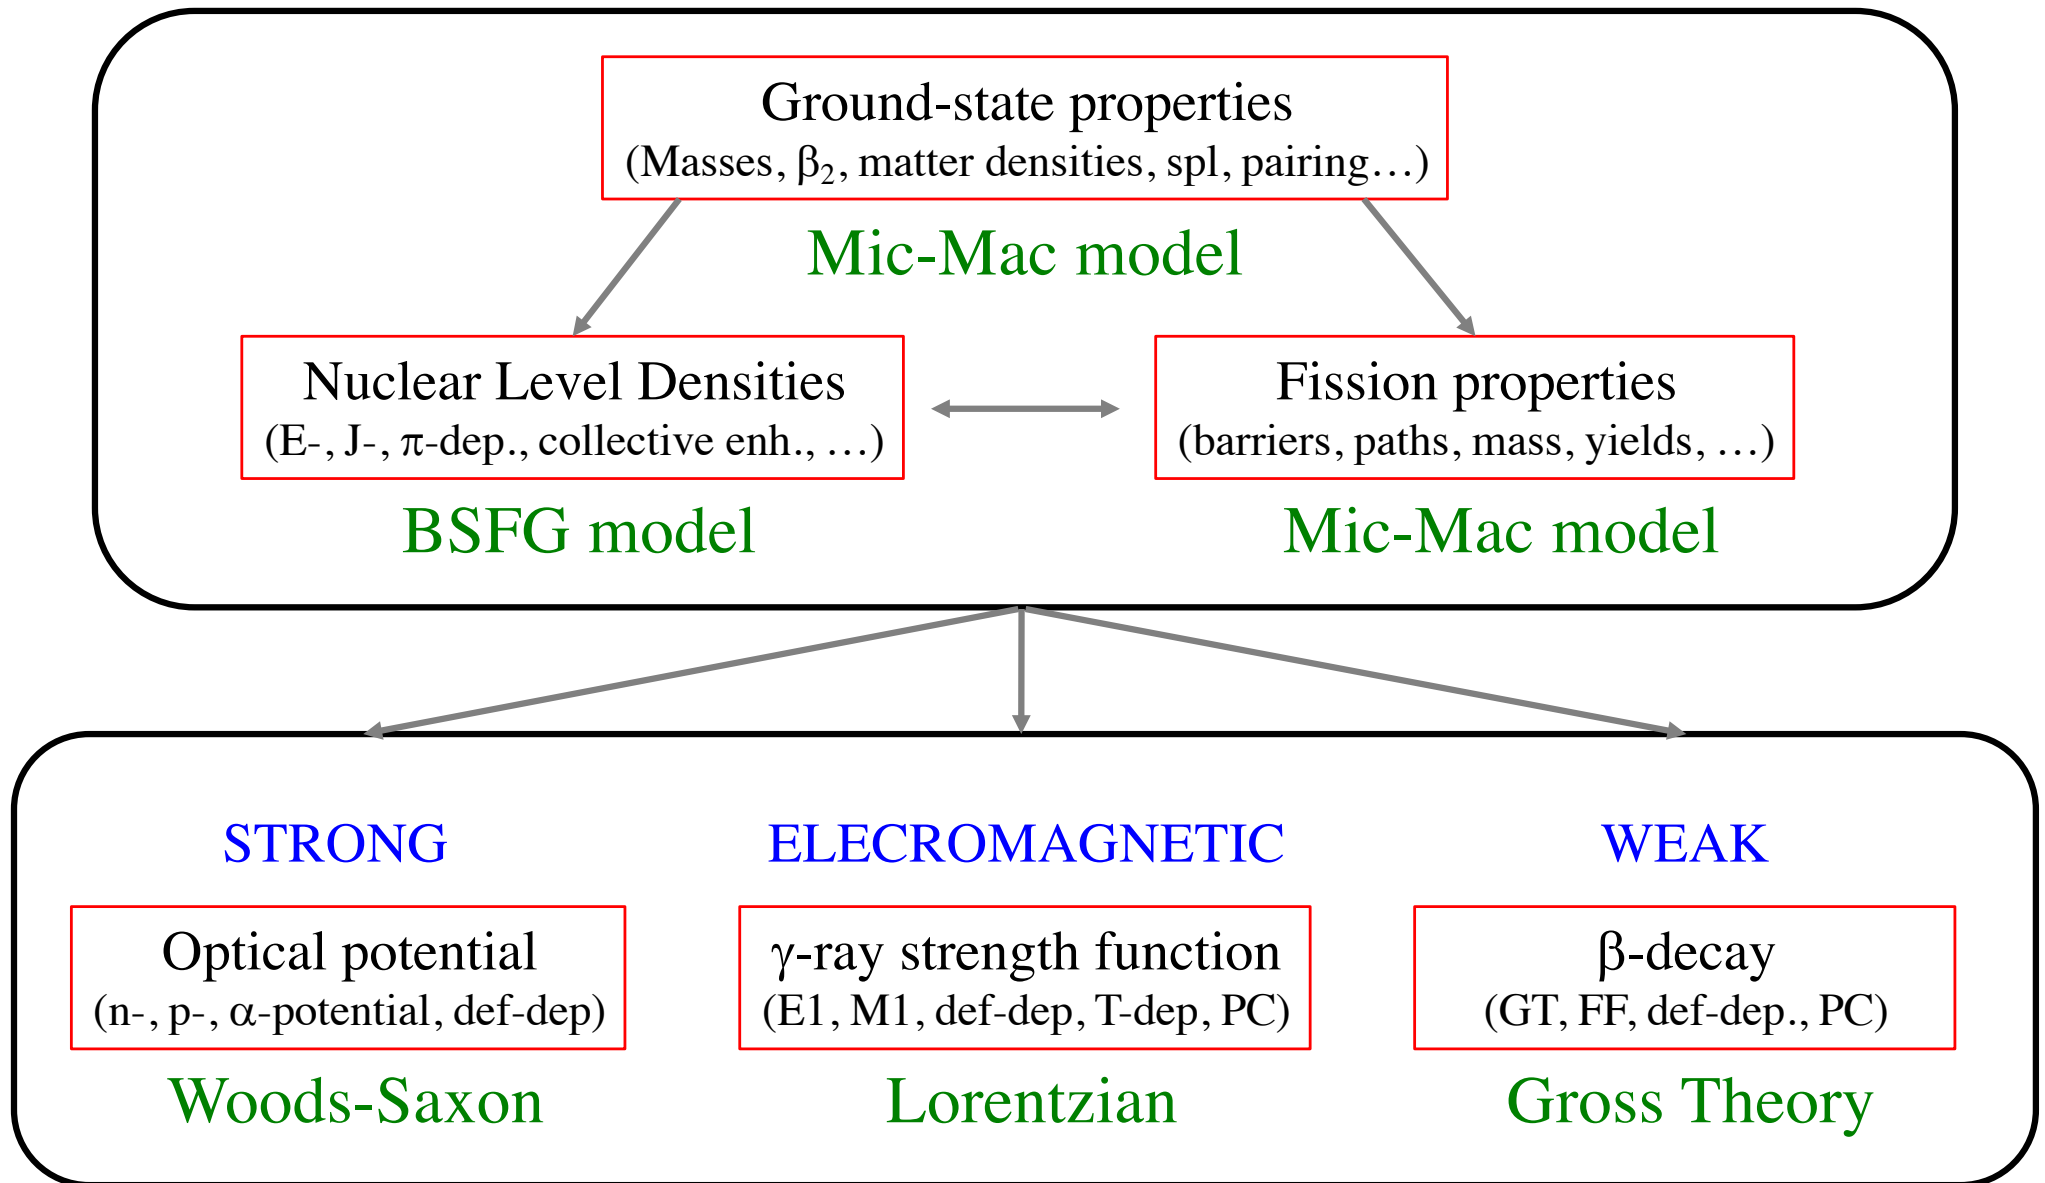 Ground-state properties
(Masses, β₂, matter densities, spl, pairing…)
Mic-Mac model
Nuclear Level Densities
(E-, J-, π-dep., collective enh., …)
BSFG model
Fission properties
(barriers, paths, mass, yields, …)
Mic-Mac model
STRONG
Optical potential
(n-, p-, α-potential, def-dep)
Woods-Saxon
ELECROMAGNETIC
γ-ray strength function
(E1, M1, def-dep, T-dep, PC)
Lorentzian
WEAK
β-decay
(GT, FF, def-dep., PC)
Gross Theory